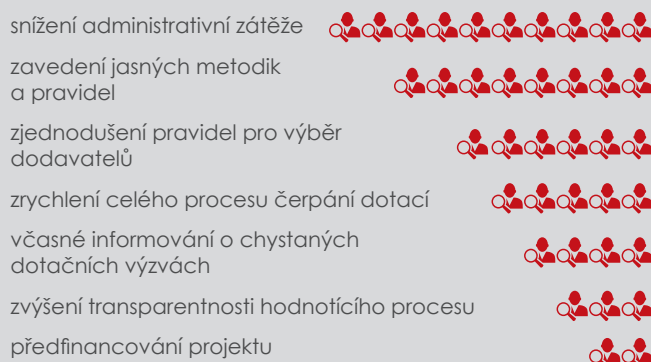 snížení administrativní zátěže
zavedení jasných metodik
a pravidel
zjednodušení pravidel pro výběr
dodavatelů
zrychlení celého procesu čerpání dotací
včasné informování o chystaných
dotačních výzvách
zvýšení transparentnosti hodnotícího procesu
předfinancování projektu